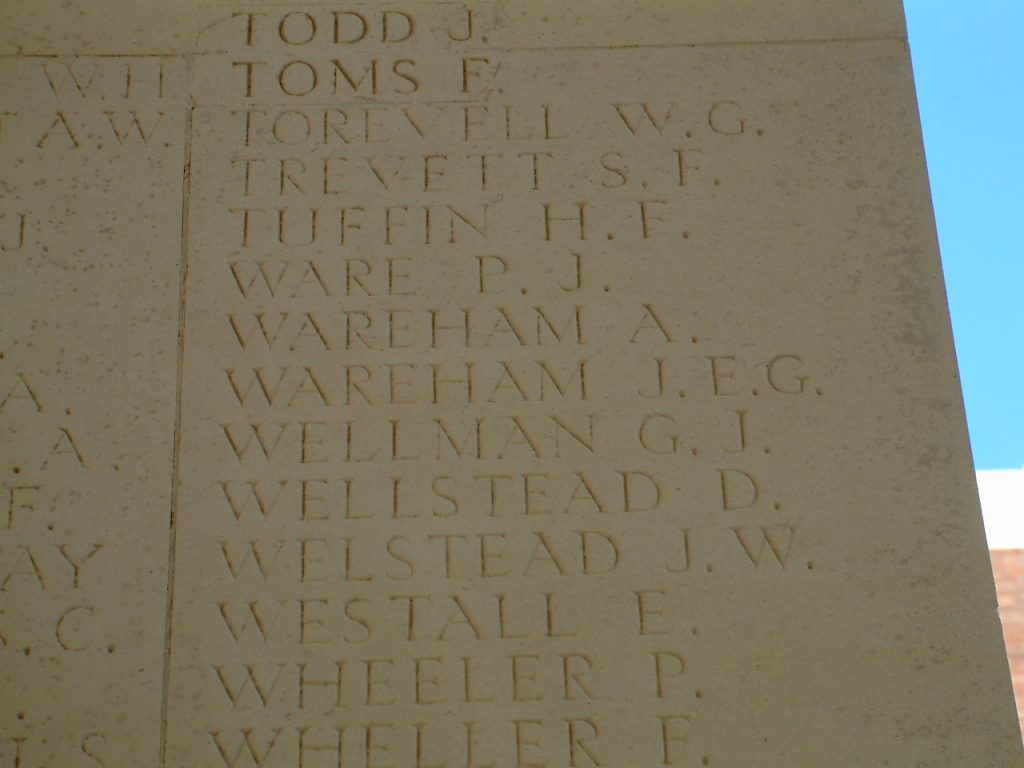 TODD J.
W.H TOMS F.
A.W. TOREVELL W.G.
TREVETT S.F.
J. TUFFIN H.F.
WARE P.J.
WAREHAM A.
A. WAREHAM J.E.G.
A. WELLMAN G.J.
F. WELLSTEAD D.
WELSTEAD J.W.
C. WESTALL E.
WHEELER P.
S WHELLER F.